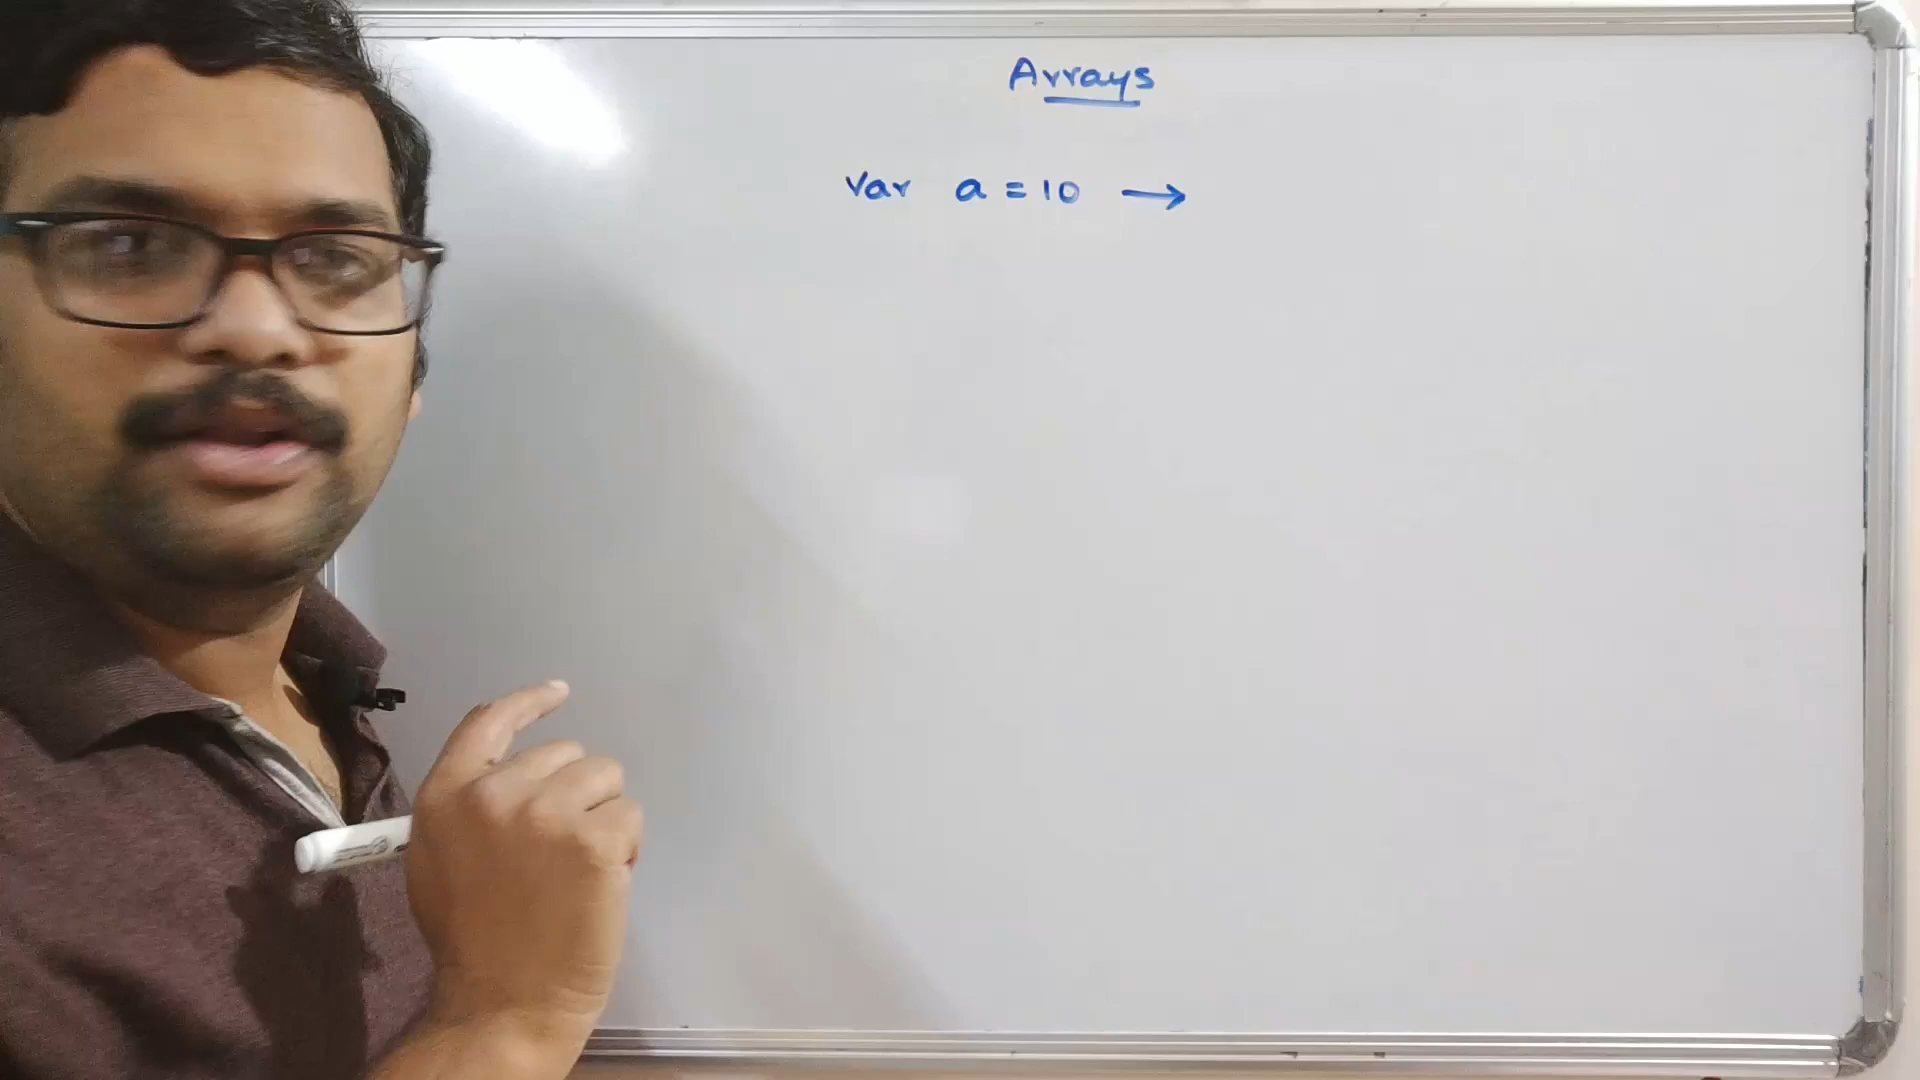 Arrays
var a = 10 →